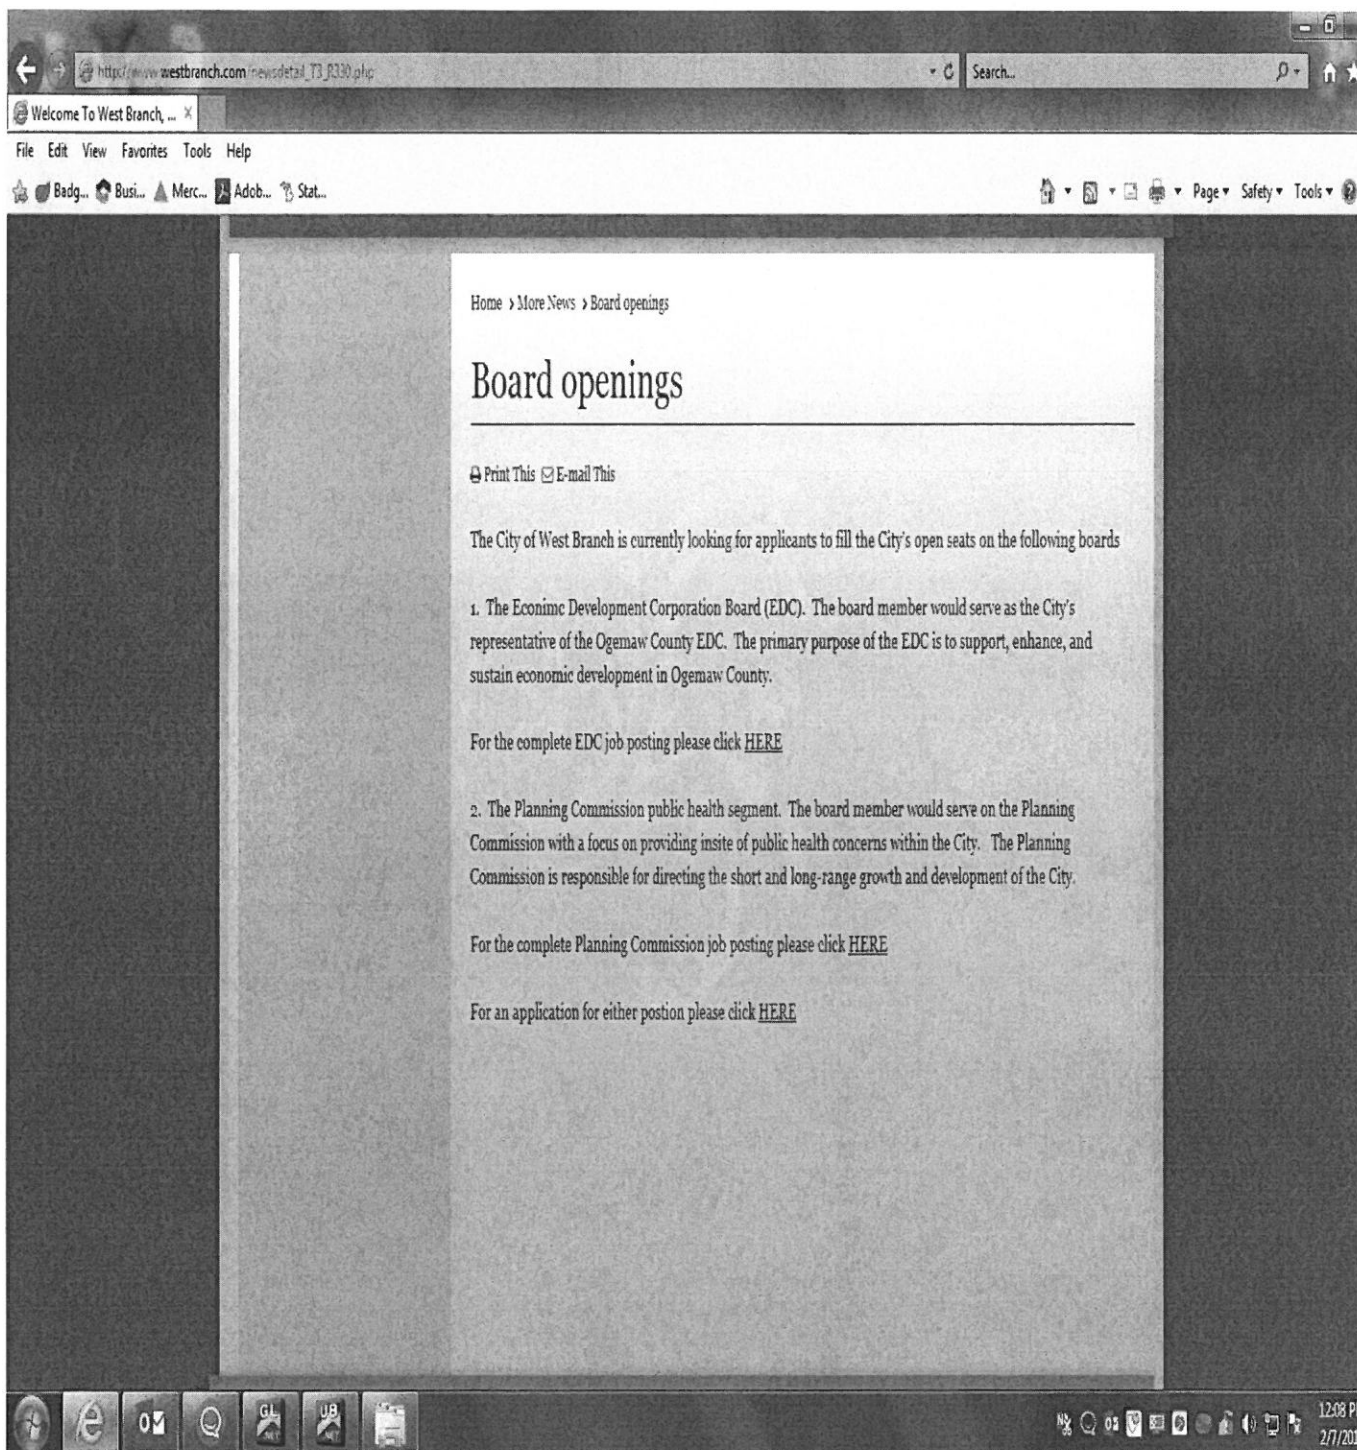 http://www.westbranch.com/newsdetail_T3_R330.php
Search...
Welcome To West Branch, ...
File Edit View Favorites Tools Help
Badg... Busi... Merc... Adob... Stat...
Page Safety Tools
Home > More News > Board openings
Board openings
Print This E-mail This
The City of West Branch is currently looking for applicants to fill the City's open seats on the following boards
1. The Econimc Development Corporation Board (EDC). The board member would serve as the City's
representative of the Ogemaw County EDC. The primary purpose of the EDC is to support, enhance, and
sustain economic development in Ogemaw County.
For the complete EDC job posting please click HERE
2. The Planning Commission public health segment. The board member would serve on the Planning
Commission with a focus on providing insite of public health concerns within the City. The Planning
Commission is responsible for directing the short and long-range growth and development of the City.
For the complete Planning Commission job posting please click HERE
For an application for either postion please click HERE
GL .NET UB .NET
12:08 P
2/7/201